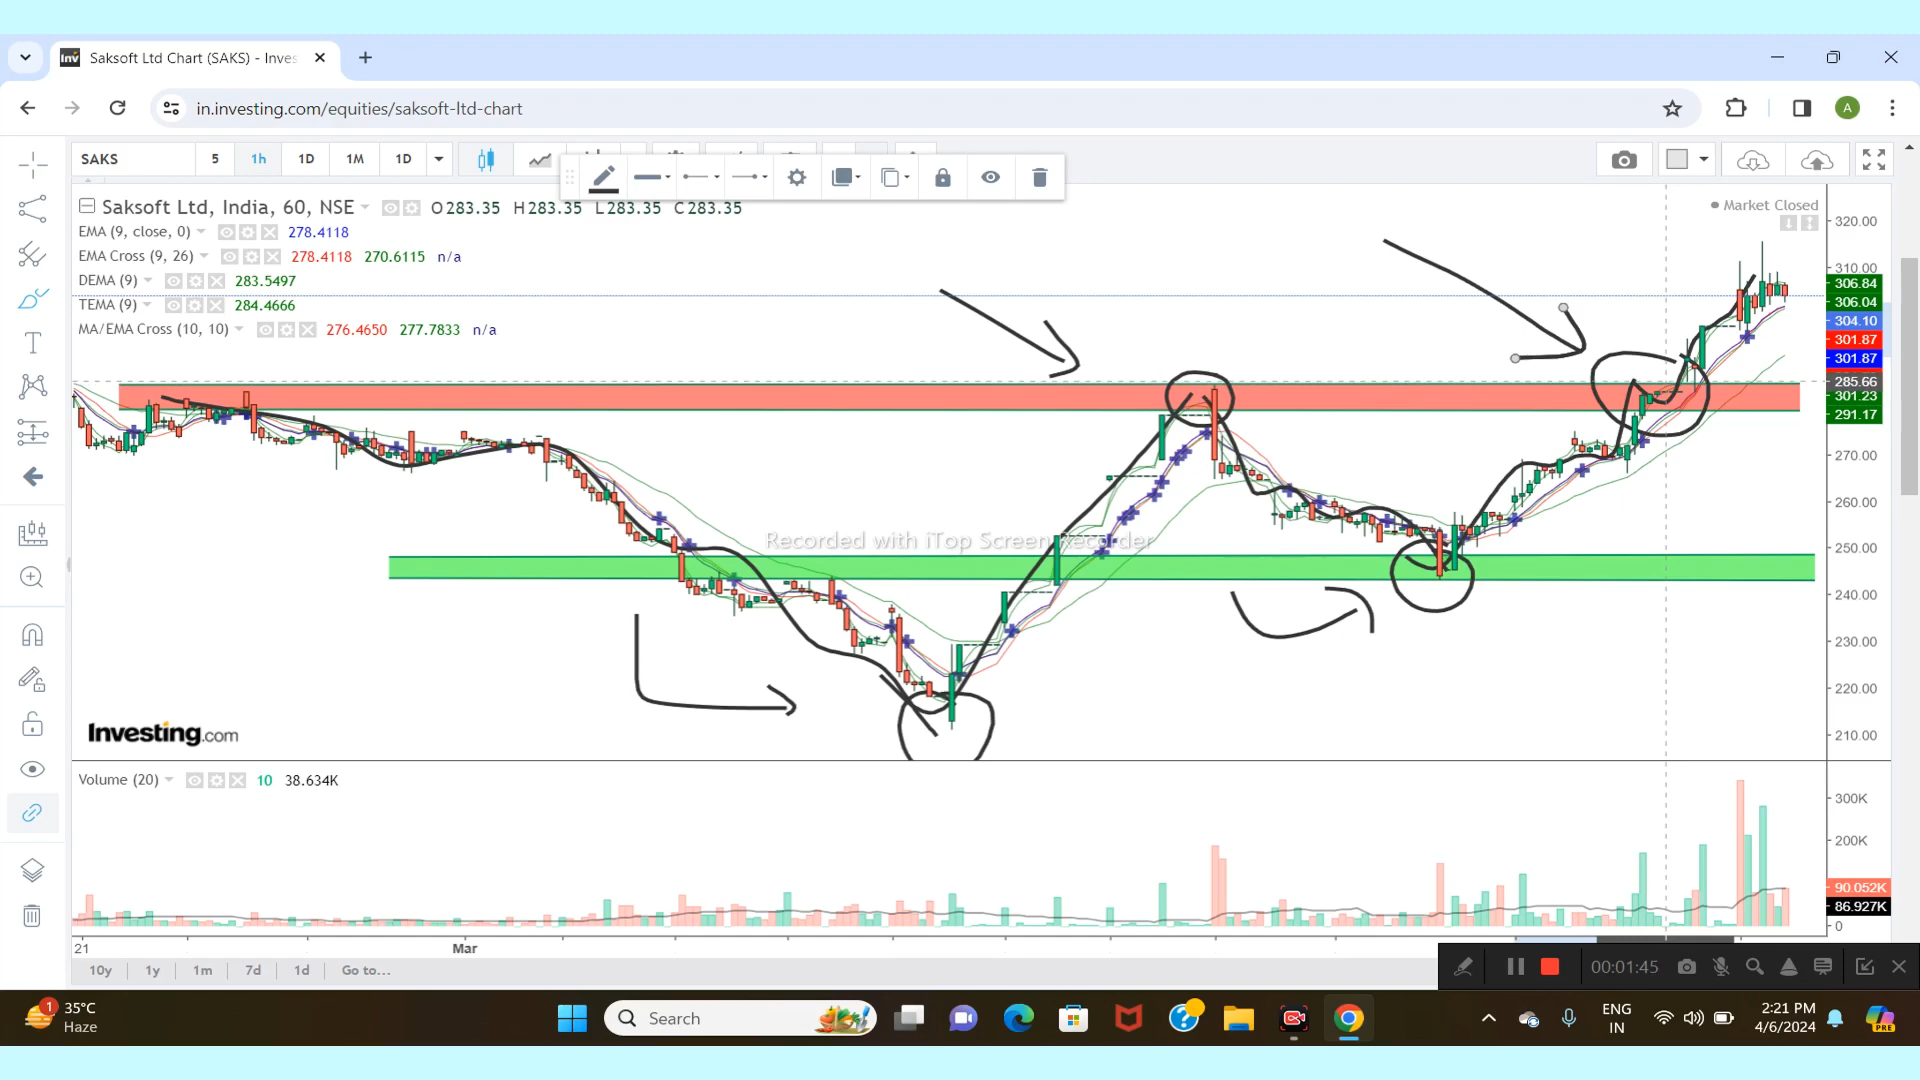 Saksoft Ltd Chart (SAKS) - Inves
in.investing.com/equities/saksoft-ltd-chart
A
SAKS 5 1h 1D 1M 1D
Saksoft Ltd, India, 60, NSE O283.35 H283.35 L283.35 C283.35
Market Closed
EMA (9, close, 0) 278.4118
EMA Cross (9, 26) 278.4118 270.6115 n/a
DEMA (9) 283.5497
TEMA (9) 284.4666
MA/EMA Cross (10, 10) 276.4650 277.7833 n/a
320.00
310.00
306.84
306.04
304.10
301.87
301.87
285.66
301.23
291.17
270.00
260.00
250.00
240.00
230.00
220.00
210.00
Recorded with iTop Screen Recorder
Investing.com
Volume (20) 10 38.634K
300K
200K
90.052K
86.927K
0
21 Mar
10y 1y 1m 7d 1d Go to...
00:01:45
1
35°C
Haze
Search
ENG
IN
2:21 PM
4/6/2024
PRE